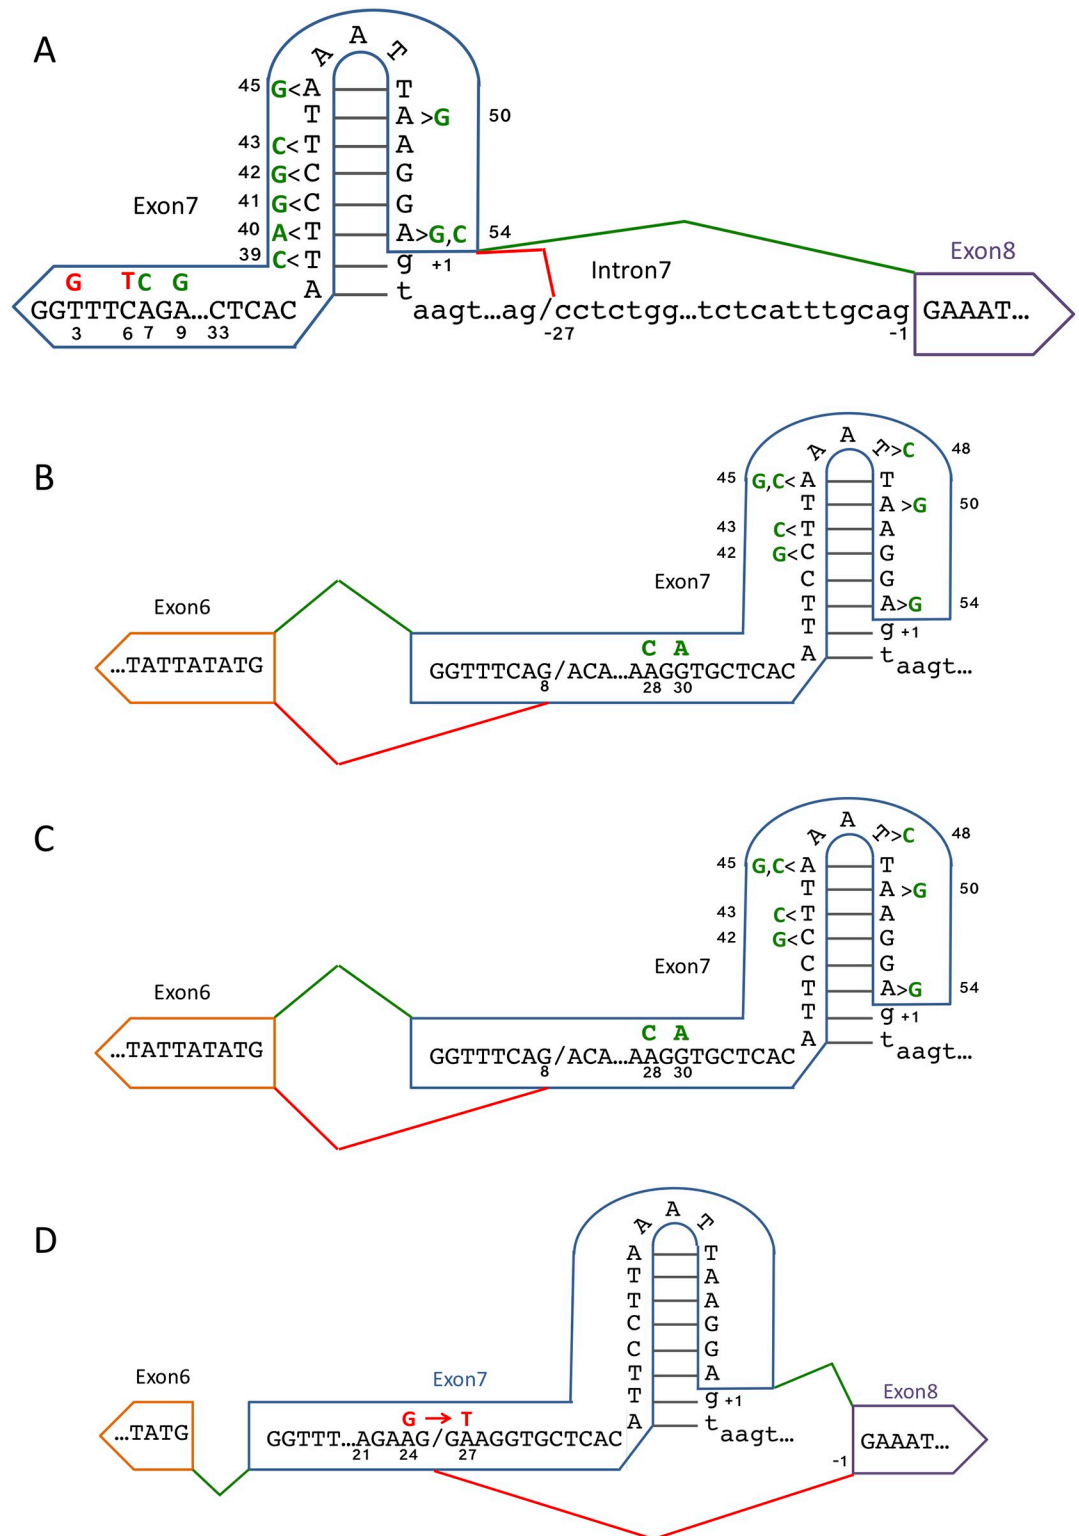 A
A A T
45 G<A T
T A >G 50
43 C<T A
42 G<C G
41 G<C G
Exon7
40 A<T A>G,C 54
39 C<T g +1
A t
Intron7
Exon8
G T C G
GGTTTCAGA...CTCAC
aagt...ag/cctctgg...tctcatttgcag
GAAAT...
3 6 7 9 33
-27
-1
B
A A T>C 48
45 G,C<A T
T A >G 50
43 C<T A
42 G<C G
Exon7
C G
T A>G 54
T g +1
A t aagt...
Exon6
...TATTATATG
C A
GGTTTCAG/ACA...AAGGTGCTCAC
8 28 30
C
A A T>C 48
45 G,C<A T
T A >G 50
43 C<T A
42 G<C G
Exon7
C G
T A>G 54
T g +1
A t aagt...
Exon6
...TATTATATG
C A
GGTTTCAG/ACA...AAGGTGCTCAC
8 28 30
D
A A T
A T
T A
T A
C G
C G
T A
T g +1
A t aagt...
Exon6
Exon7
Exon8
...TATG
G → T
GGTTT...AGAAG/GAAGGTGCTCAC
21 24 27
GAAAT...
-1